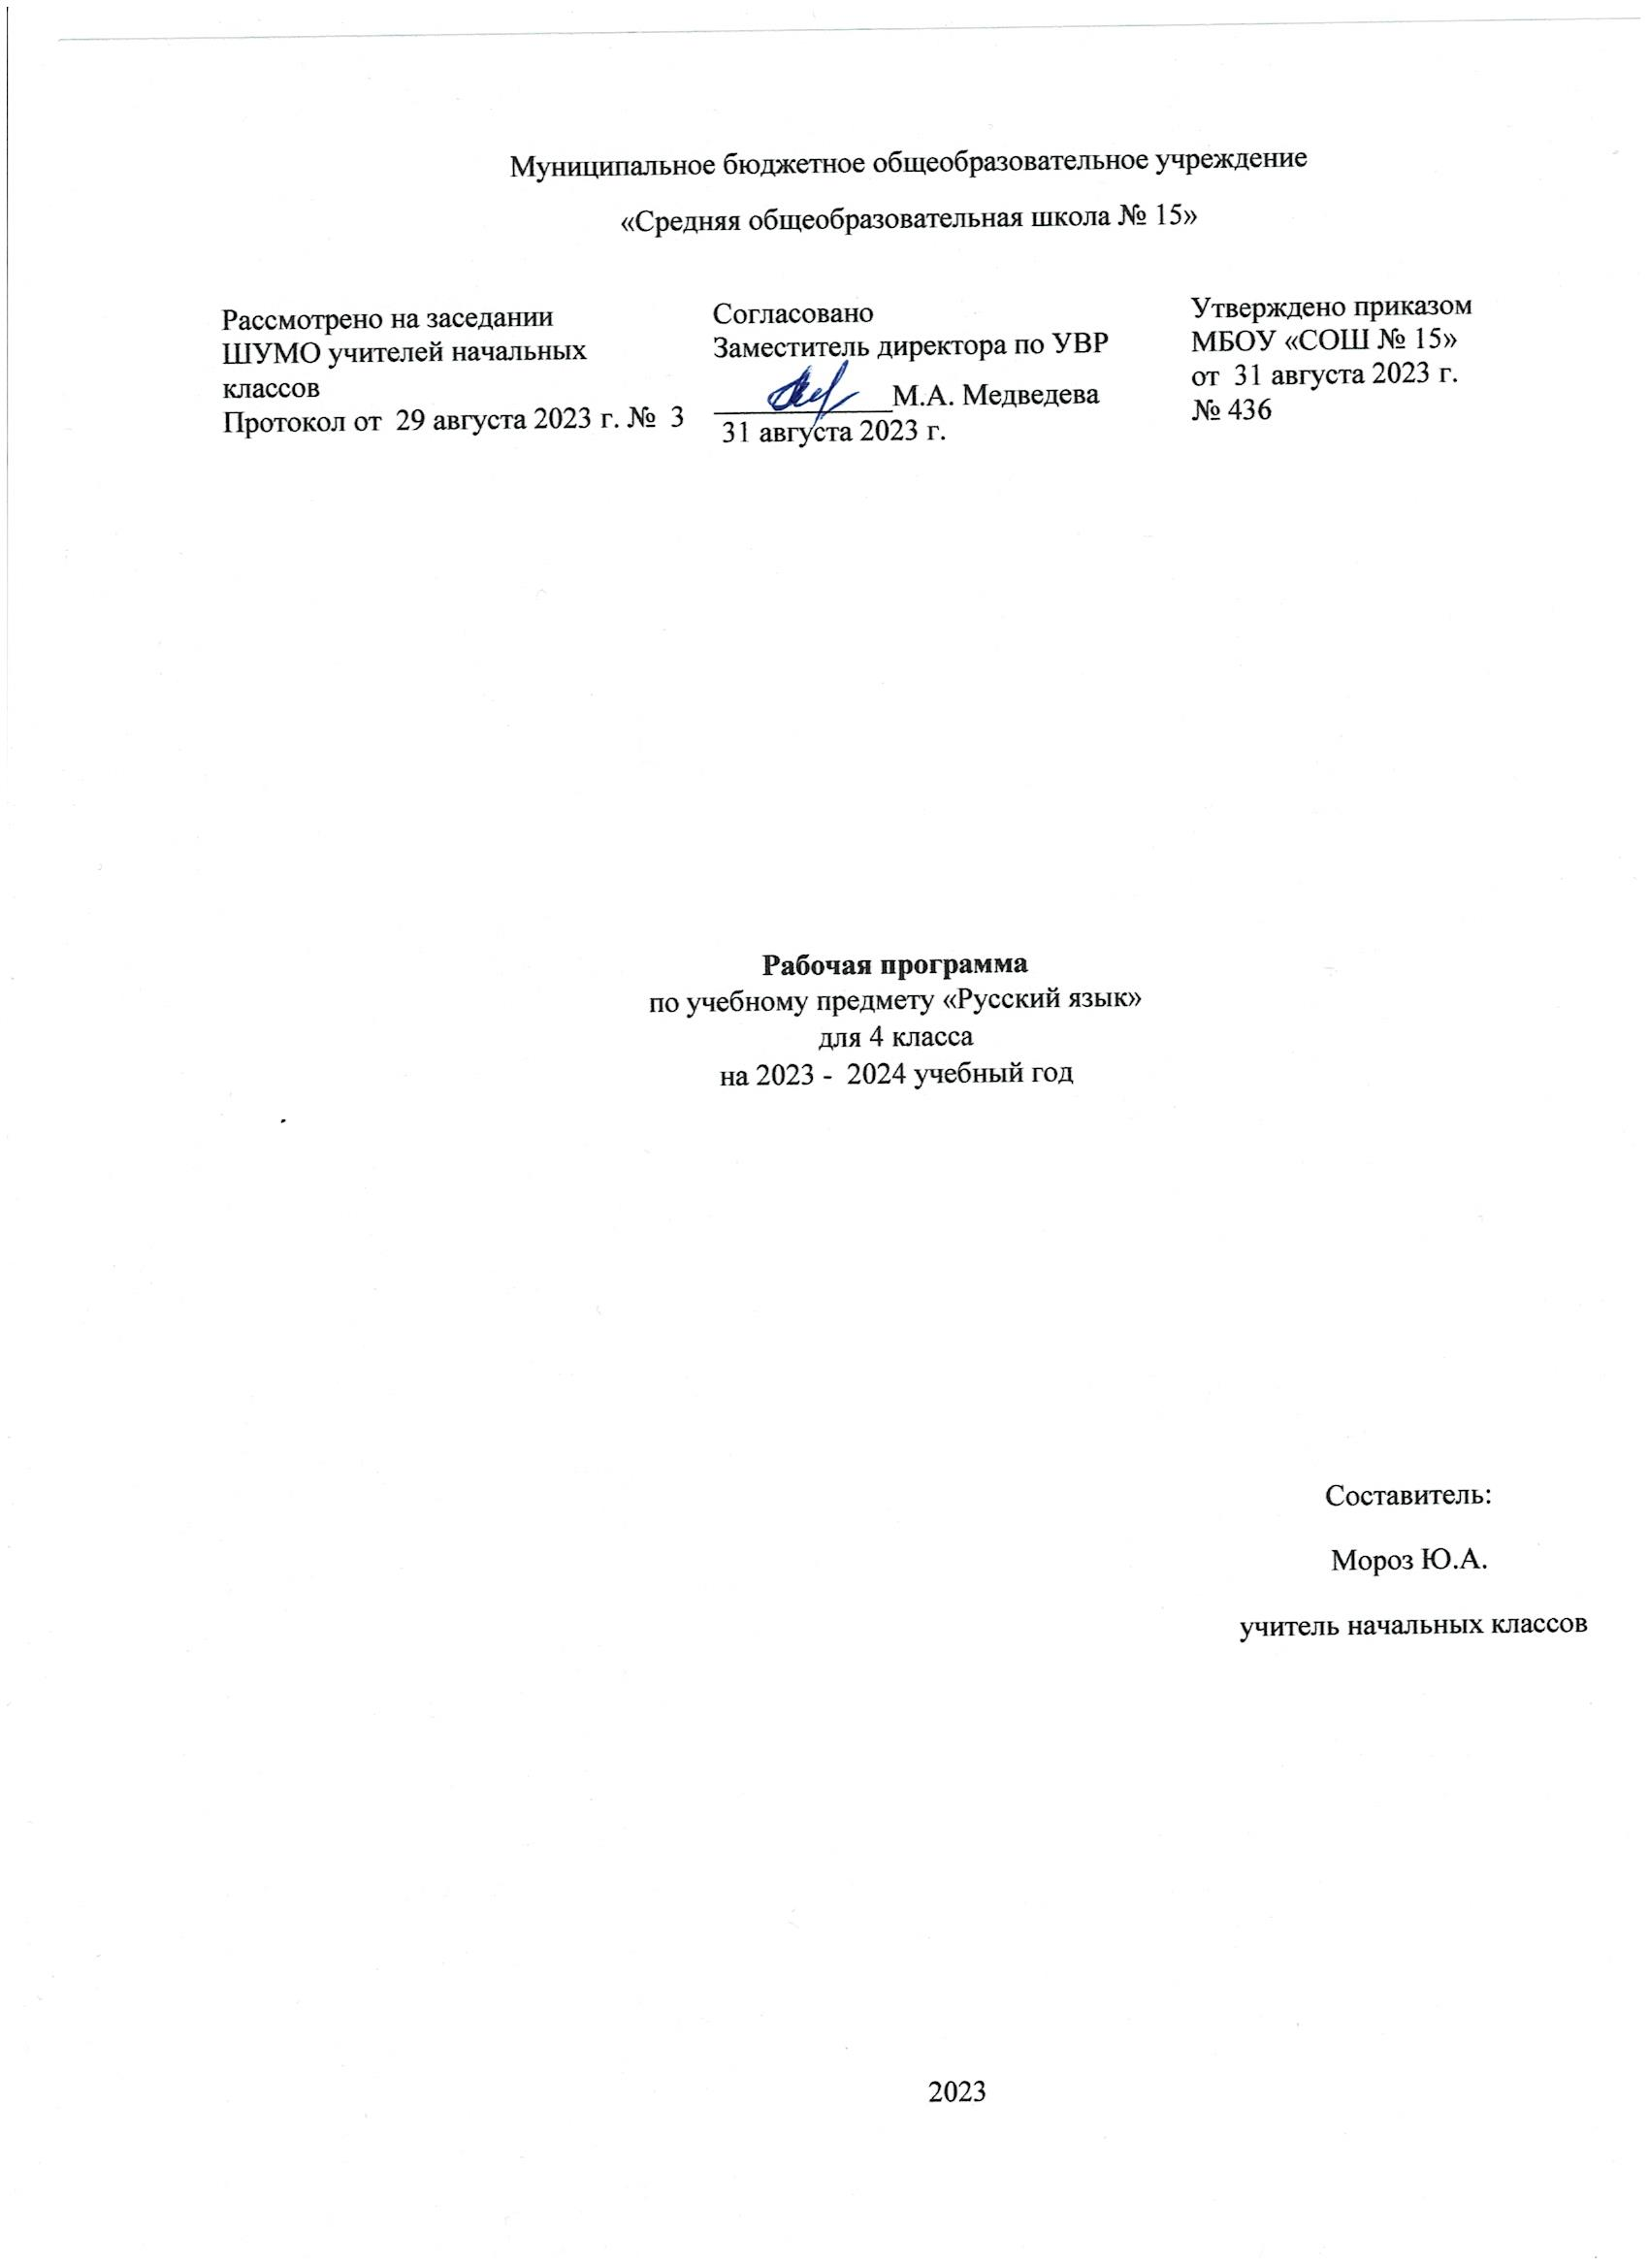 Муниципальное бюджетное общеобразовательное учреждение
«Средняя общеобразовательная школа № 15»
Рассмотрено на заседании
ШУМО учителей начальных
классов
Протокол от 29 августа 2023 г. № 3
Согласовано
Заместитель директора по УВР
____________М.А. Медведева
31 августа 2023 г.
Утверждено приказом
МБОУ «СОШ № 15»
от 31 августа 2023 г.
№ 436
Рабочая программа
по учебному предмету «Русский язык»
для 4 класса
на 2023 - 2024 учебный год
Составитель:
Мороз Ю.А.
учитель начальных классов
2023